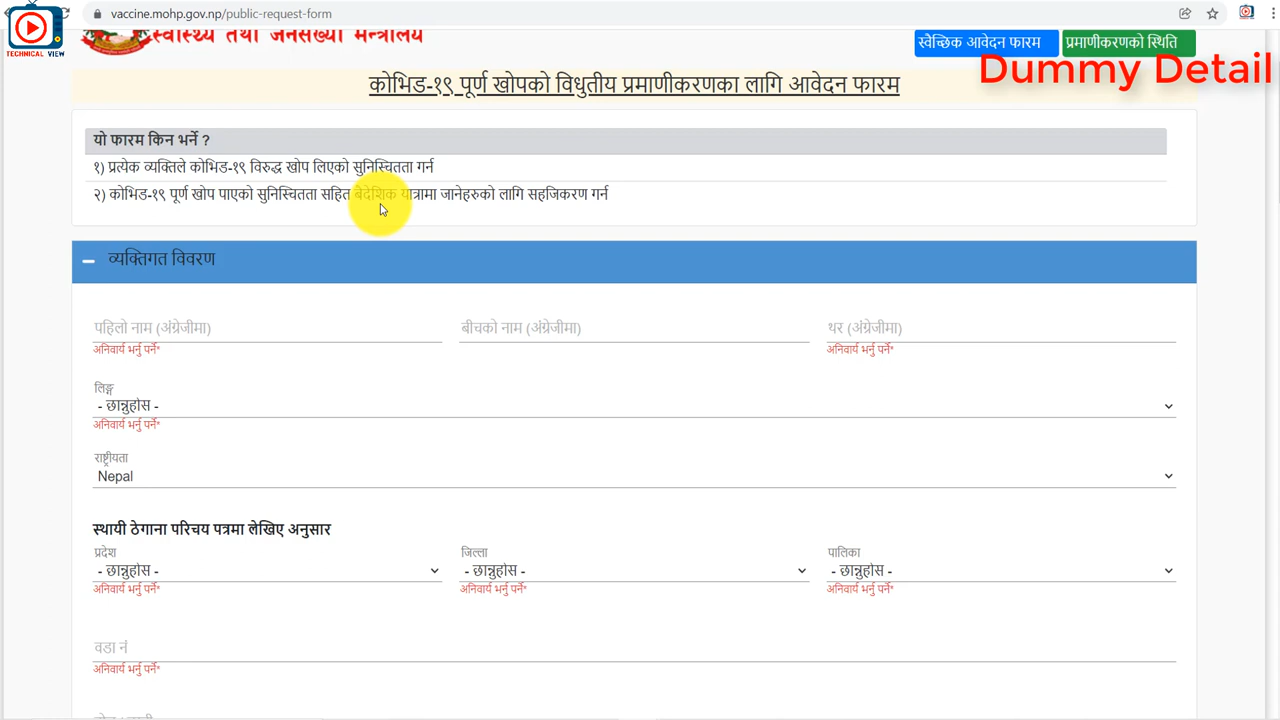 vaccine.mohp.gov.np/public-request-form
TECHNICAL VIEW
स्वास्थ्य तथा जनसंख्या मन्त्रालय
स्वैच्छिक आवेदन फारम
प्रमाणीकरणको स्थिति
Dummy Detail
कोभिड-१९ पूर्ण खोपको विधुतीय प्रमाणीकरणका लागि आवेदन फारम
यो फारम किन भर्ने ?
१) प्रत्येक व्यक्तिले कोभिड-१९ विरुद्ध खोप लिएको सुनिस्चितता गर्न
२) कोभिड-१९ पूर्ण खोप पाएको सुनिस्चितता सहित बैदेशिक यात्रामा जानेहरुको लागि सहजिकरण गर्न
व्यक्तिगत विवरण
पहिलो नाम (अंग्रेजीमा) बीचको नाम (अंग्रेजीमा) थर (अंग्रेजीमा)
अनिवार्य भर्नु पर्ने* अनिवार्य भर्नु पर्ने*
लिङ्ग
- छान्नुहोस -
अनिवार्य भर्नु पर्ने*
राष्ट्रीयता
Nepal
स्थायी ठेगाना परिचय पत्रमा लेखिए अनुसार
प्रदेश जिल्ला पालिका
- छान्नुहोस - - छान्नुहोस - - छान्नुहोस -
अनिवार्य भर्नु पर्ने* अनिवार्य भर्नु पर्ने* अनिवार्य भर्नु पर्ने*
वडा नं
अनिवार्य भर्नु पर्ने*